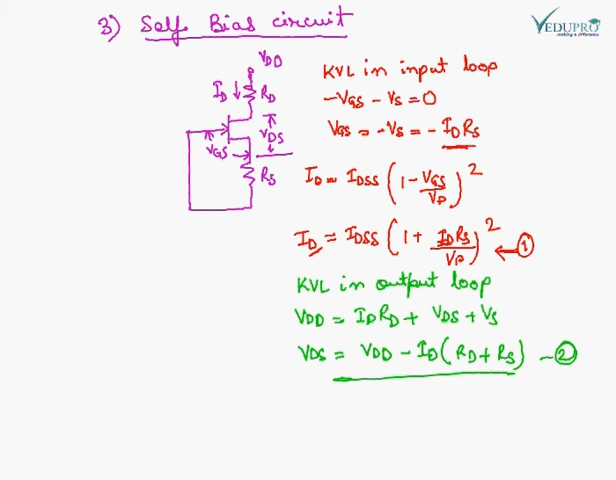 3) Self Bias circuit
VEDUPRO
making a difference
VDD
ID ↓ RD
VDS
VGS
RS
KVL in input loop
-VGS - VS = 0
VGS = -VS = - IDRS
ID = IDSS (1 - VGS/VP)^2
ID = IDSS (1 + IDRS/VP)^2 ← ①
KVL in output loop
VDD = IDRD + VDS + VS
VDS = VDD - ID (RD + RS) - ②